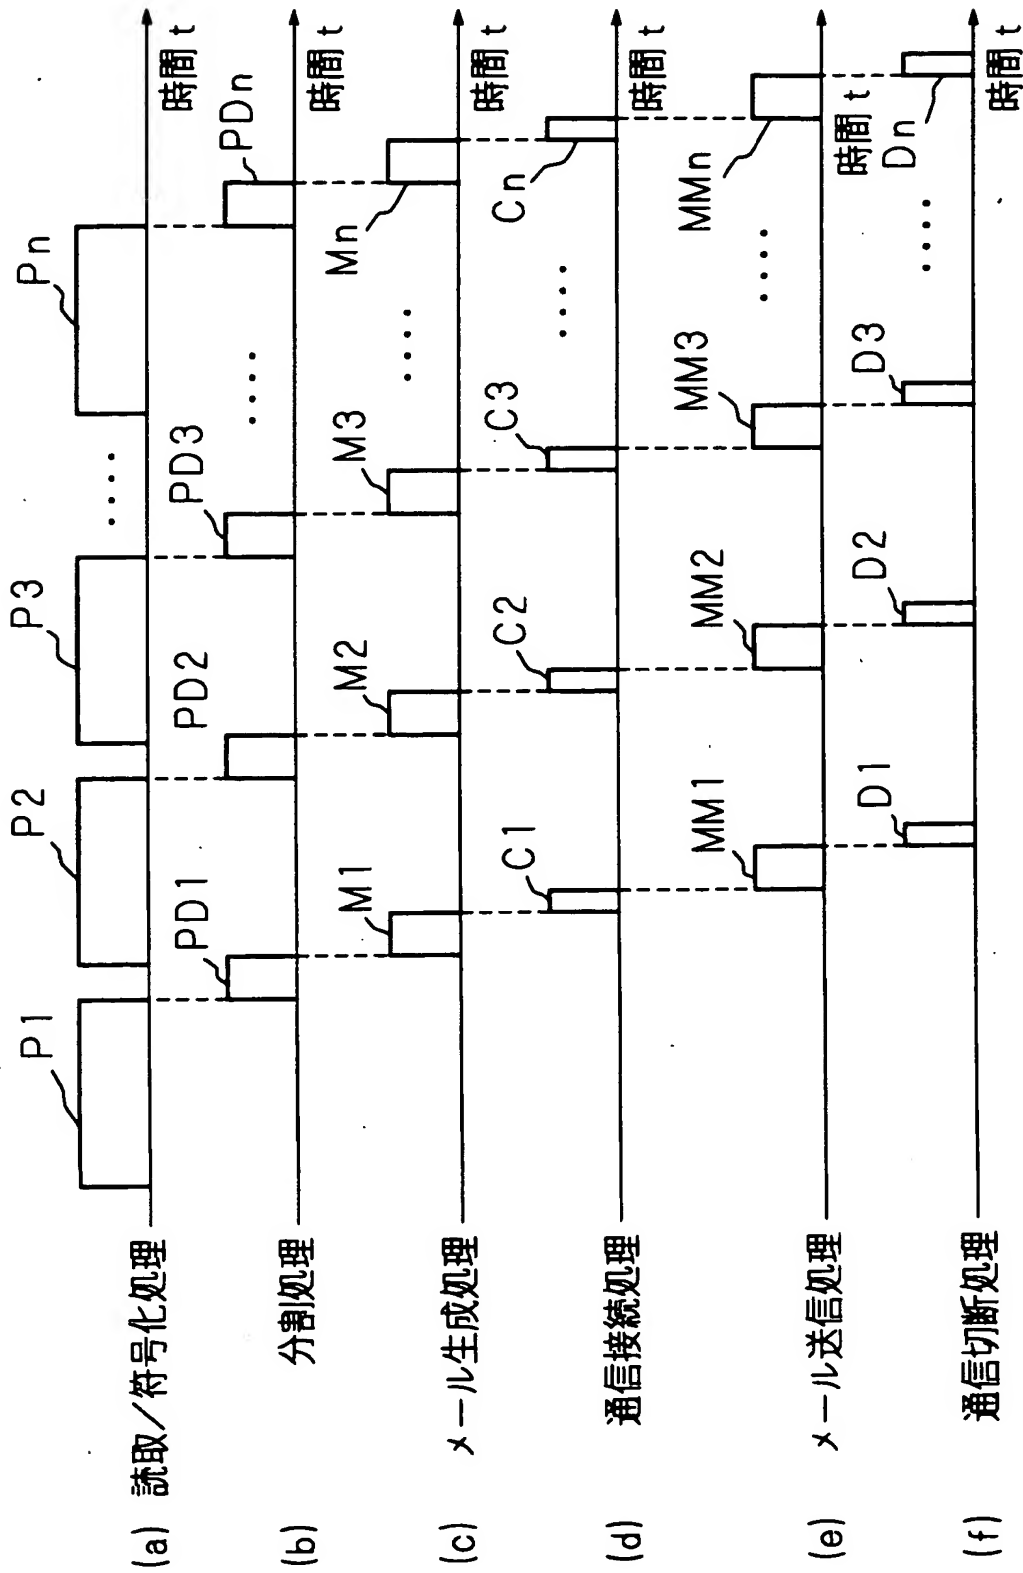 (a) 読取/符号化処理
P1
P2
P3
‥‥
Pn
時間 t
(b) 分割処理
PD1
PD2
PD3
‥‥
PDn
時間 t
(c) メール生成処理
M1
M2
M3
‥‥
Mn
時間 t
(d) 通信接続処理
C1
C2
C3
‥‥
Cn
時間 t
(e) メール送信処理
MM1
MM2
MM3
‥‥
MMn
時間 t
(f) 通信切断処理
D1
D2
D3
‥‥
Dn
時間 t